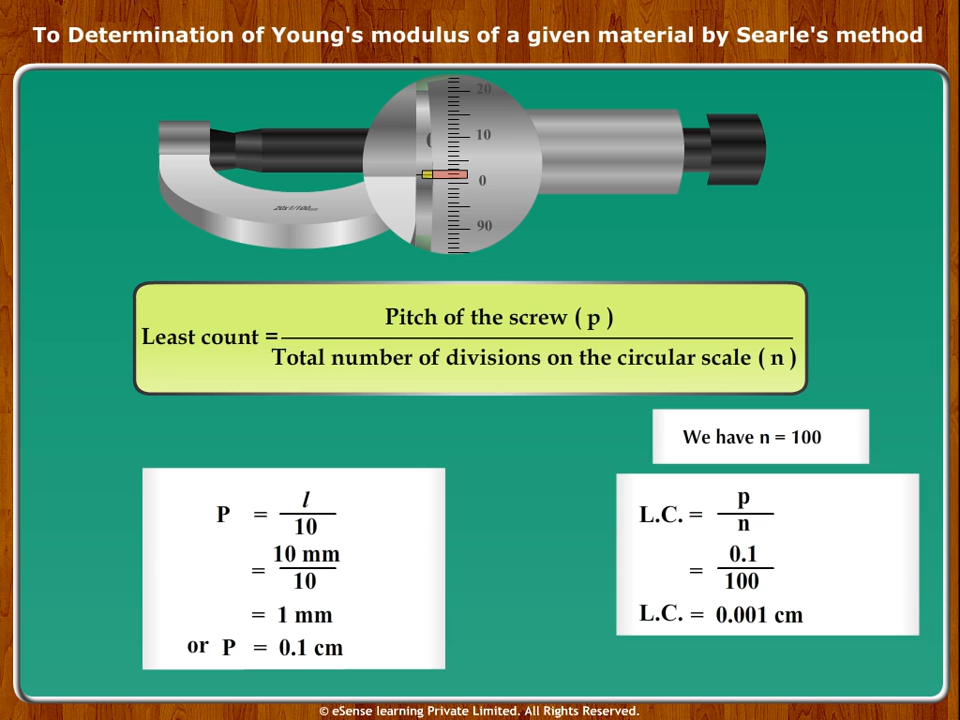 To Determination of Young's modulus of a given material by Searle's method
20
10
0
0
90
Least count = Pitch of the screw ( p )
Total number of divisions on the circular scale ( n )
We have n = 100
P = l
10
= 10 mm
10
= 1 mm
or P = 0.1 cm
L.C. = p
n
= 0.1
100
L.C. = 0.001 cm
© eSense learning Private Limited. All Rights Reserved.